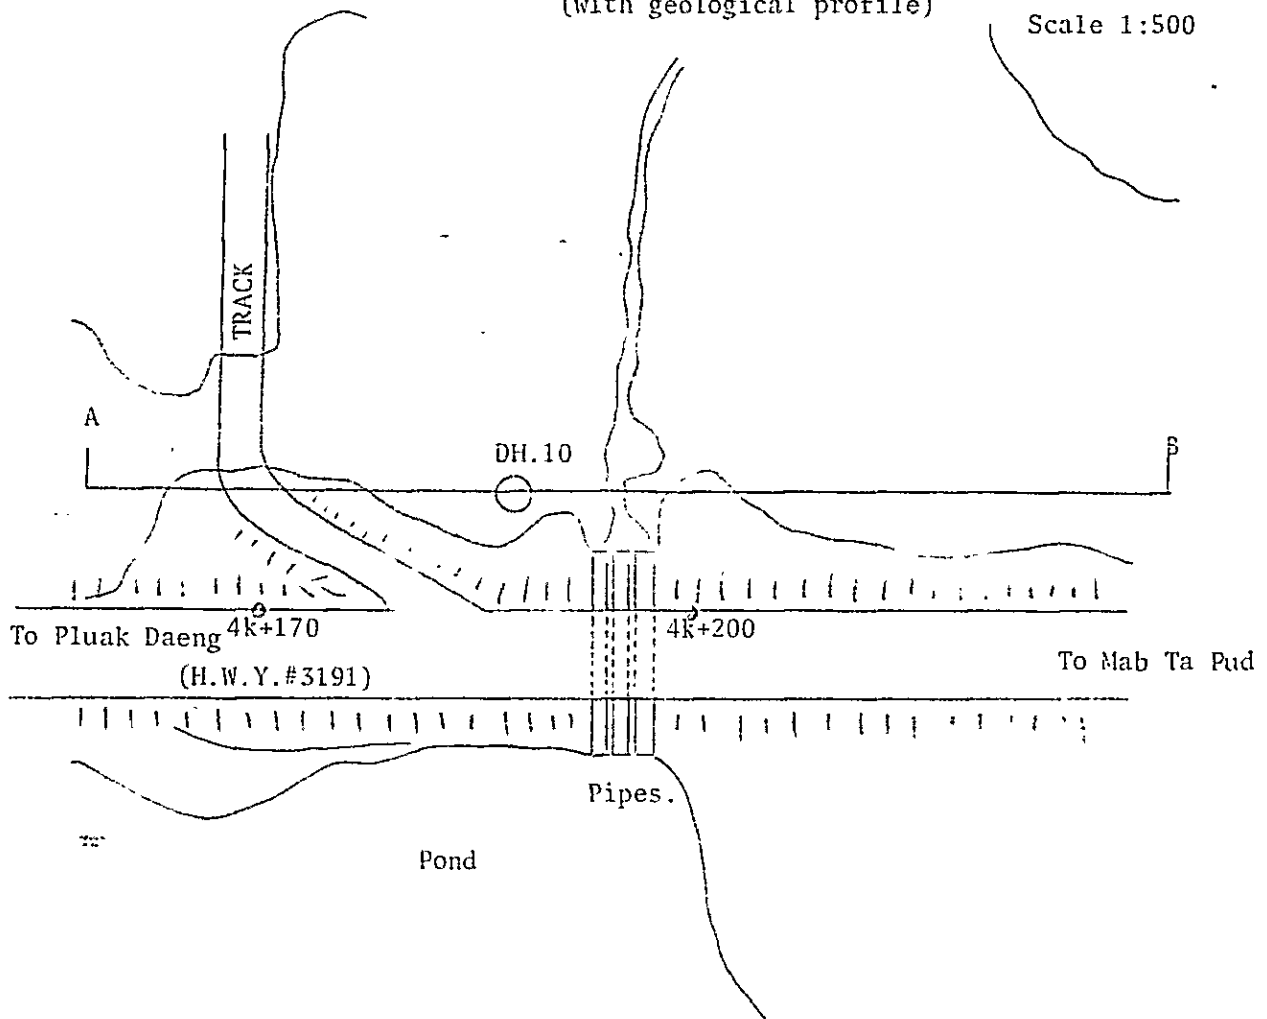 (with geological profile)
Scale 1:500
TRACK
A
DH.10
B
4k+170
4k+200
To Pluak Daeng
(H.W.Y.#3191)
To Mab Ta Pud
Pipes.
Pond